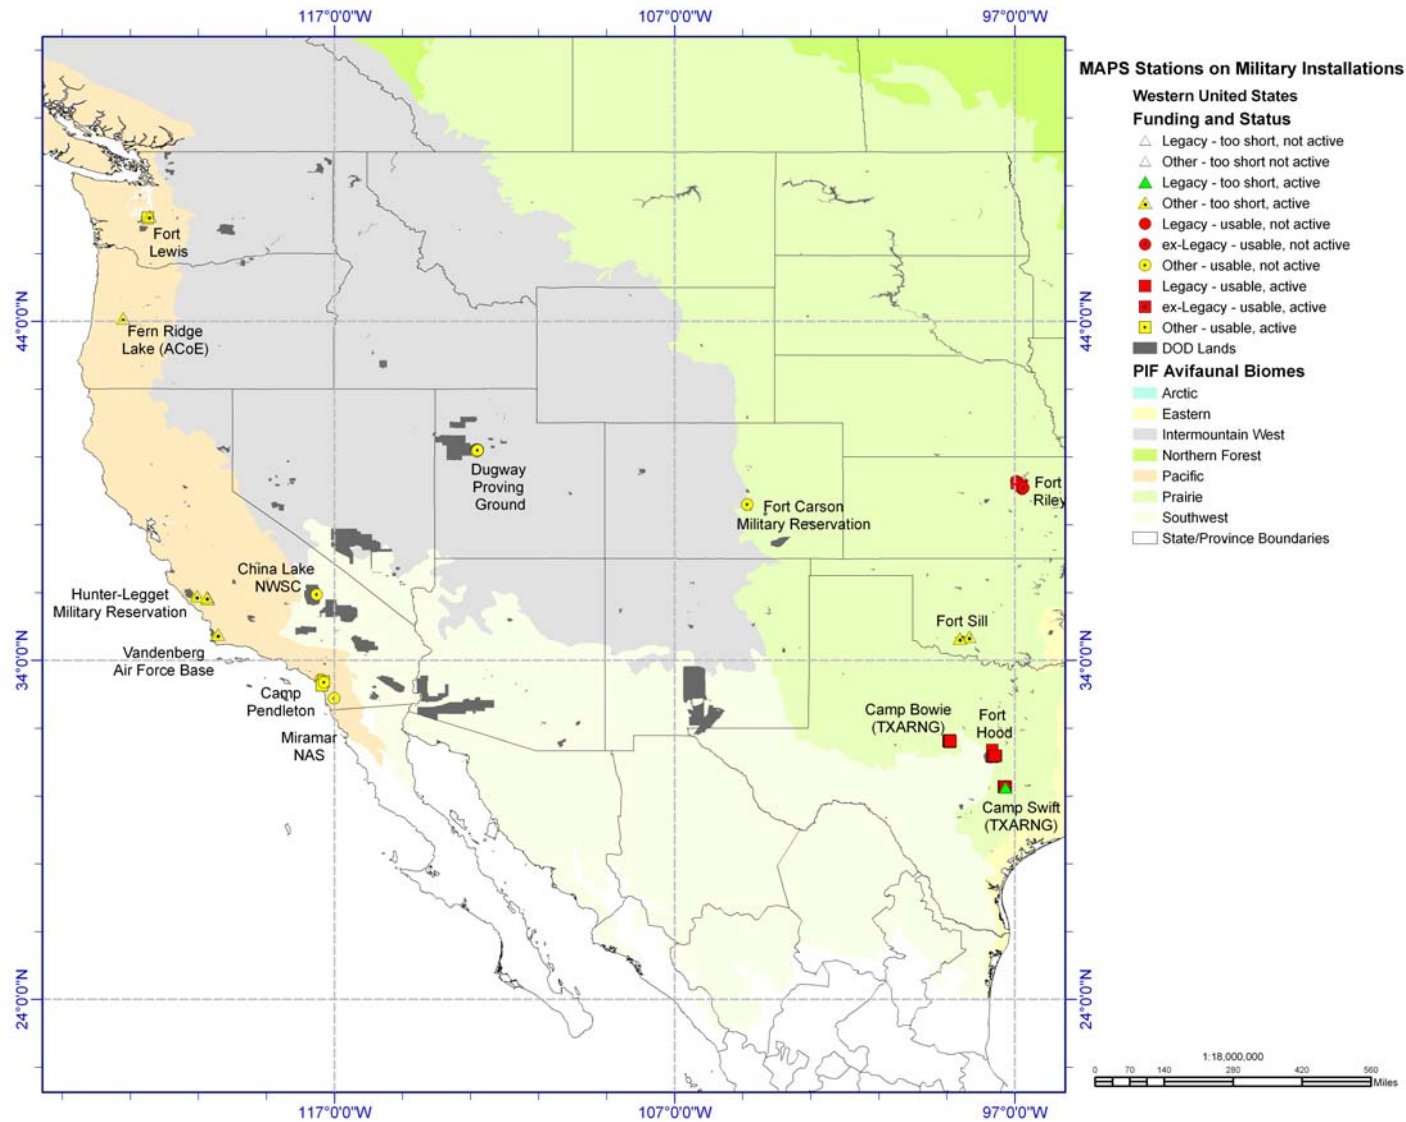 117°0'0"W
107°0'0"W
97°0'0"W
44°0'0"N
34°0'0"N
24°0'0"N
44°0'0"N
34°0'0"N
24°0'0"N
117°0'0"W
107°0'0"W
97°0'0"W
Fort
Lewis
Fern Ridge
Lake (ACoE)
Dugway
Proving
Ground
Fort Carson
Military Reservation
Fort
Riley
China Lake
NWSC
Hunter-Legget
Military Reservation
Vandenberg
Air Force Base
Camp
Pendleton
Miramar
NAS
Fort Sill
Camp Bowie
(TXARNG)
Fort
Hood
Camp Swift
(TXARNG)
MAPS Stations on Military Installations
Western United States
Funding and Status
Legacy - too short, not active
Other - too short not active
Legacy - too short, active
Other - too short, active
Legacy - usable, not active
ex-Legacy - usable, not active
Other - usable, not active
Legacy - usable, active
ex-Legacy - usable, active
Other - usable, active
DOD Lands
PIF Avifaunal Biomes
Arctic
Eastern
Intermountain West
Northern Forest
Pacific
Prairie
Southwest
State/Province Boundaries
1:18,000,000
0 70 140 280 420 560
Miles